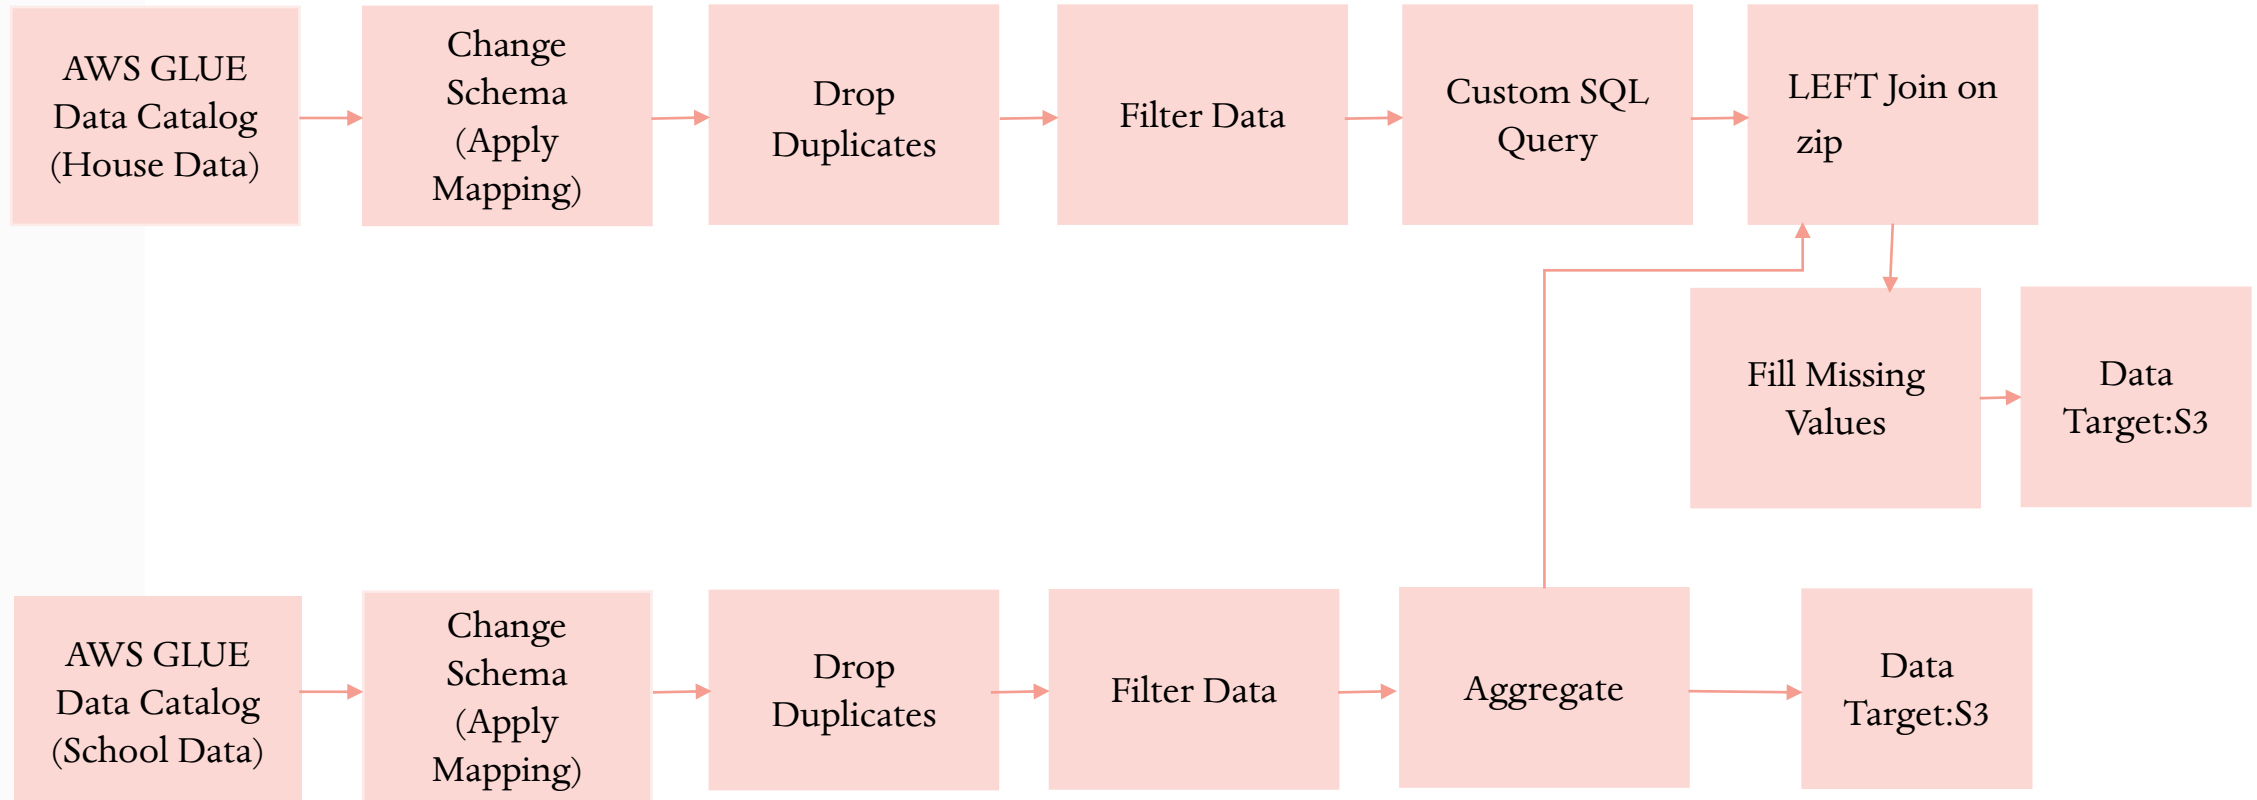 AWS GLUE
Data Catalog
(House Data)
Change
Schema
(Apply
Mapping)
Drop
Duplicates
Filter Data
Custom SQL
Query
LEFT Join on
zip
Fill Missing
Values
Data
Target:S3
AWS GLUE
Data Catalog
(School Data)
Change
Schema
(Apply
Mapping)
Drop
Duplicates
Filter Data
Aggregate
Data
Target:S3